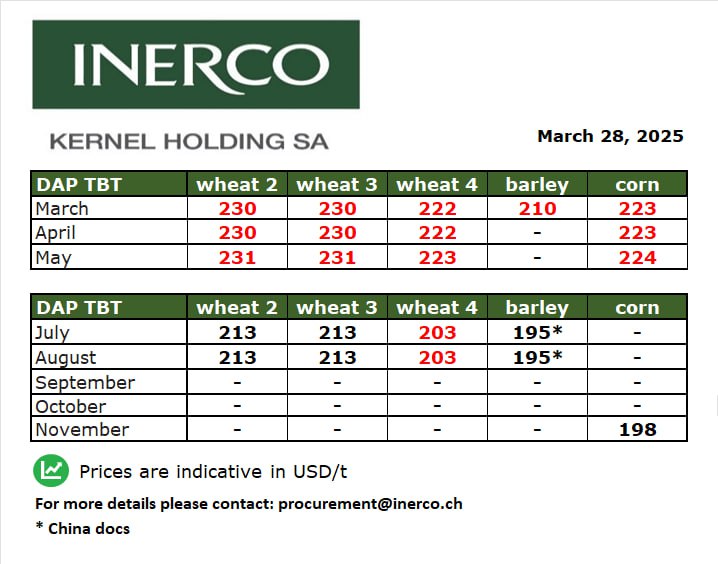 INERCO
KERNEL HOLDING SA
March 28, 2025
DAP TBT wheat 2 wheat 3 wheat 4 barley corn
March 230 230 222 210 223
April 230 230 222 - 223
May 231 231 223 - 224
DAP TBT wheat 2 wheat 3 wheat 4 barley corn
July 213 213 203 195* -
August 213 213 203 195* -
September - - - - -
October - - - - -
November - - - - 198
Prices are indicative in USD/t
For more details please contact: procurement@inerco.ch
* China docs